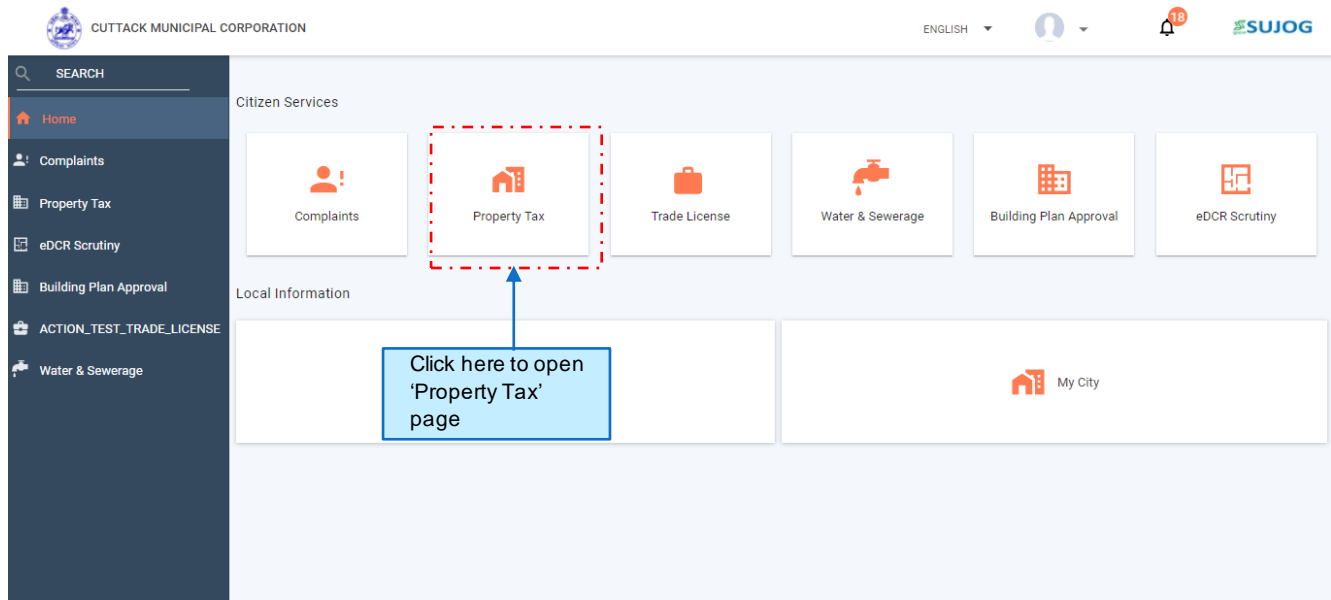 CUTTACK MUNICIPAL CORPORATION
ENGLISH
18
SUJOG
SEARCH
Home
Complaints
Property Tax
eDCR Scrutiny
Building Plan Approval
ACTION_TEST_TRADE_LICENSE
Water & Sewerage
Citizen Services
Complaints
Property Tax
Trade License
Water & Sewerage
Building Plan Approval
eDCR Scrutiny
Local Information
Click here to open
‘Property Tax’
page
My City